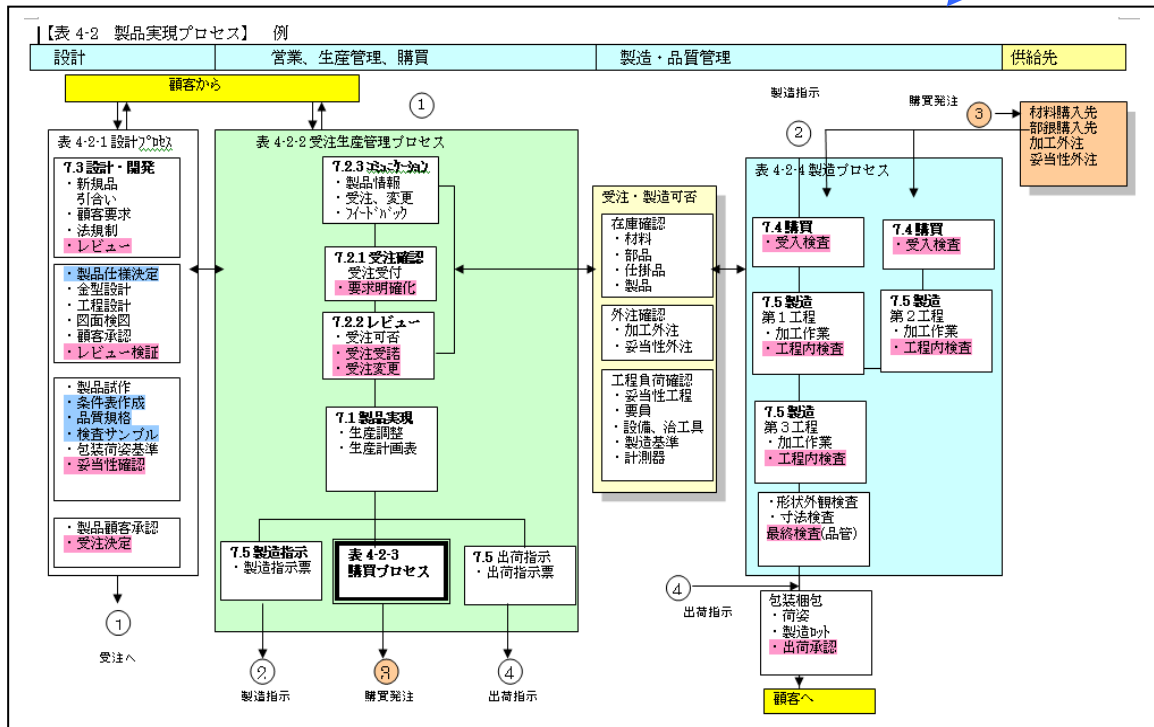 【表 4-2 製品実現プロセス】 例
設計
営業、生産管理、購買
製造・品質管理
供給先
顧客から
①
製造指示
②
購買発注
③
材料購入先
部銀購入先
加工外注
妥当性外注
表 4-2-1 設計ﾌﾟﾛｾｽ
7.3 設計・開発
・新規品
引合い
・顧客要求
・法規制
・レビュー
・製品仕様決定
・金型設計
・工程設計
・図面検図
・顧客承認
・レビュー検証
・製品試作
・条件表作成
・品質規格
・検査サンプル
・包装荷姿基準
・妥当性確認
・製品顧客承認
・受注決定
①
受注へ
表 4-2-2 受注生産管理プロセス
7.2.3 ｺﾐｭﾆｹｰｼｮﾝ
・製品情報
・受注、変更
・ﾌｨｰﾄﾞﾊﾞｯｸ
7.2.1 受注確認
受注受付
・要求明確化
7.2.2 レビュー
・受注可否
・受注受諾
・受注変更
7.1 製品実現
・生産調整
・生産計画表
7.5 製造指示
・製造指示票
表 4-2-3
購買プロセス
7.5 出荷指示
・出荷指示票
②
製造指示
③
購買発注
④
出荷指示
受注・製造可否
在庫確認
・材料
・部品
・仕掛品
・製品
外注確認
・加工外注
・妥当性外注
工程負荷確認
・妥当性工程
・要員
・設備、治工具
・製造基準
・計測器
表 4-2-4 製造プロセス
7.4 購買
・受入検査
7.4 購買
・受入検査
7.5 製造
第１工程
・加工作業
・工程内検査
7.5 製造
第２工程
・加工作業
・工程内検査
7.5 製造
第３工程
・加工作業
・工程内検査
・形状外観検査
・寸法検査
最終検査(品管)
④
出荷指示
包装梱包
・荷姿
・製造ﾛｯﾄ
・出荷承認
顧客へ